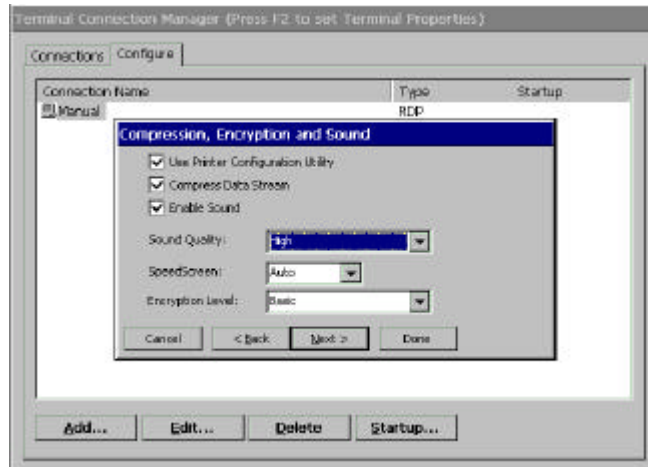 Terminal Connection Manager (Press F2 to set Terminal Properties)
Connections Configure
Connection Name Type Startup
Manual RDP
Compression, Encryption and Sound
Use Printer Configuration Utility
Compress Data Stream
Enable Sound
Sound Quality: High
SpeedScreen: Auto
Encryption Level: Basic
Cancel < Back Next > Done
Add... Edit... Delete Startup...